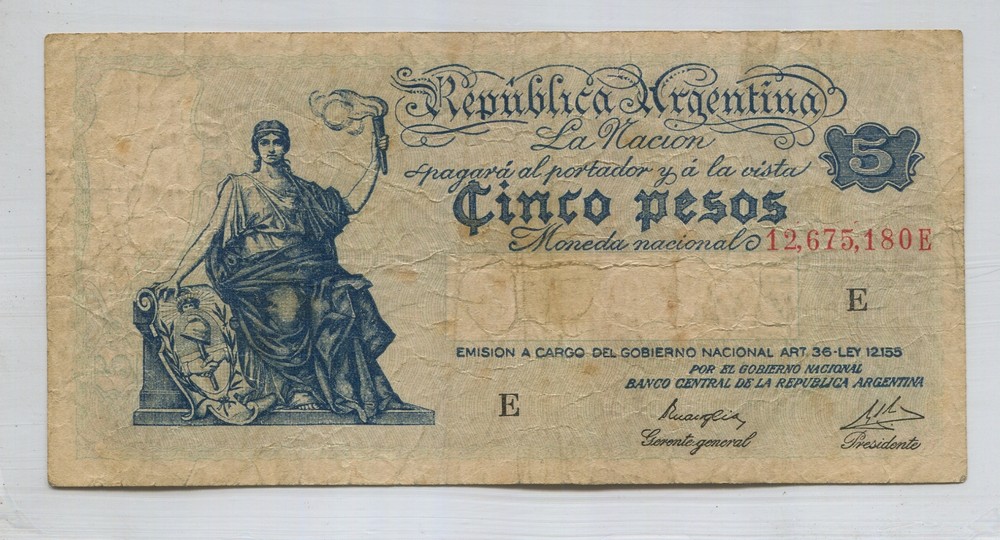 República Argentina
La Nación
pagará al portador y á la vista
5
Cinco pesos
Moneda nacional
12,675,180E
E
EMISION A CARGO DEL GOBIERNO NACIONAL ART. 36-LEY 12.155
POR EL GOBIERNO NACIONAL
BANCO CENTRAL DE LA REPUBLICA ARGENTINA
E
Gerente general
Presidente